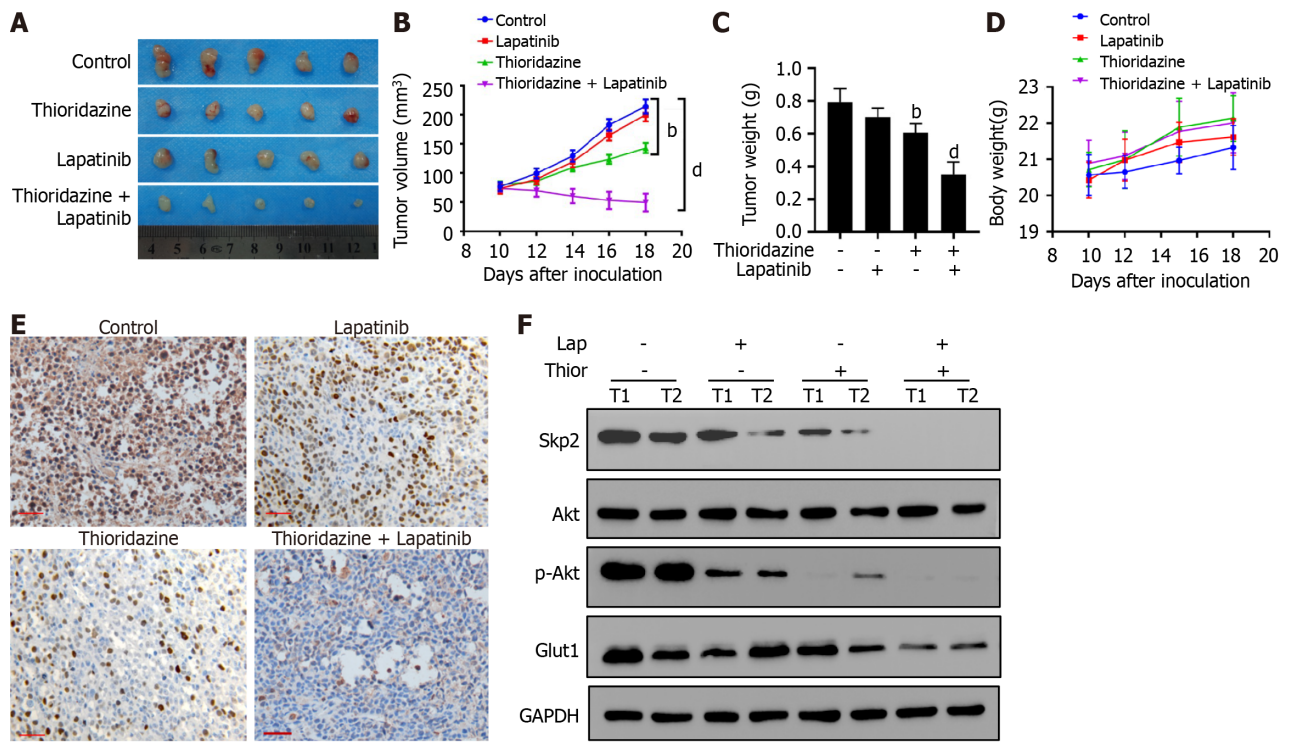 A
Control
Thioridazine
Lapatinib
Thioridazine +
Lapatinib
4 5 6 7 8 9 10 11 12 1
B
Control
Lapatinib
Thioridazine
Thioridazine + Lapatinib
Tumor volume (mm³)
250
200
150
100
50
0
8 10 12 14 16 18 20
Days after inoculation
b
d
C
Tumor weight (g)
1.0
0.8
0.6
0.4
0.2
0.0
b
d
Thioridazine - - + +
Lapatinib - + - +
D
Control
Lapatinib
Thioridazine
Thioridazine + Lapatinib
Body weight(g)
23
22
21
20
19
8 10 12 14 16 18 20
Days after inoculation
E
Control
Lapatinib
Thioridazine
Thioridazine + Lapatinib
F
Lap - + - +
Thior - - + +
T1 T2 T1 T2 T1 T2 T1 T2
Skp2
Akt
p-Akt
Glut1
GAPDH